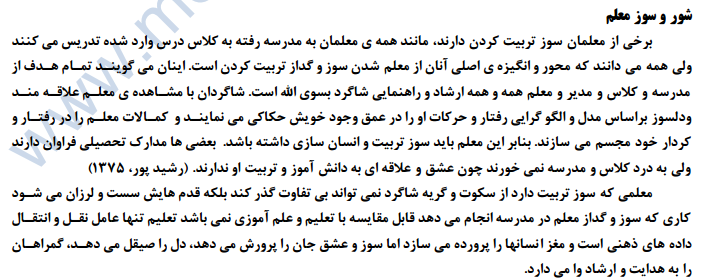 شور و سوز معلم
برخی از معلمان سوز تربیت کردن دارند، مانند همه ی معلمان به مدرسه رفته به کلاس درس وارد شده تدریس می کنند
ولی همه می دانند که محور و انگیزه ی اصلی آنان از معلم شدن سوز و گداز تربیت کردن است. اینان می گویند تمام هدف از
مدرسه و کلاس و مدیر و معلم همه و همه ارشاد و راهنمایی شاگرد بسوی الله است. شاگردان با مشاهده ی معلم علاقه مند
ودلسوز براساس مدل و الگو گرایی رفتار و حرکات او را در عمق وجود خویش حکاکی می نمایند و کمالات معلم را در رفتار و
کردار خود مجسم می سازند. بنابر این معلم باید سوز تربیت و انسان سازی داشته باشد. بعضی ها مدارک تحصیلی فراوان دارند
ولی به درد کلاس و مدرسه نمی خورند چون عشق و علاقه ای به دانش آموز و تربیت او ندارند. (رشید پور، ۱۳۷۵)
معلمی که سوز تربیت دارد از سکوت و گریه شاگرد نمی تواند بی تفاوت گذر کند بلکه قدم هایش سست و لرزان می شود
کاری که سوز و گداز معلم در مدرسه انجام می دهد قابل مقایسه با تعلیم و علم آموزی نمی باشد تعلیم تنها عامل نقل و انتقال
داده های ذهنی است و مغز انسانها را پرورده می سازد اما سوز و عشق جان را پرورش می دهد، دل را صیقل می دهد، گمراهان
را به هدایت و ارشاد وا می دارد.
www.m